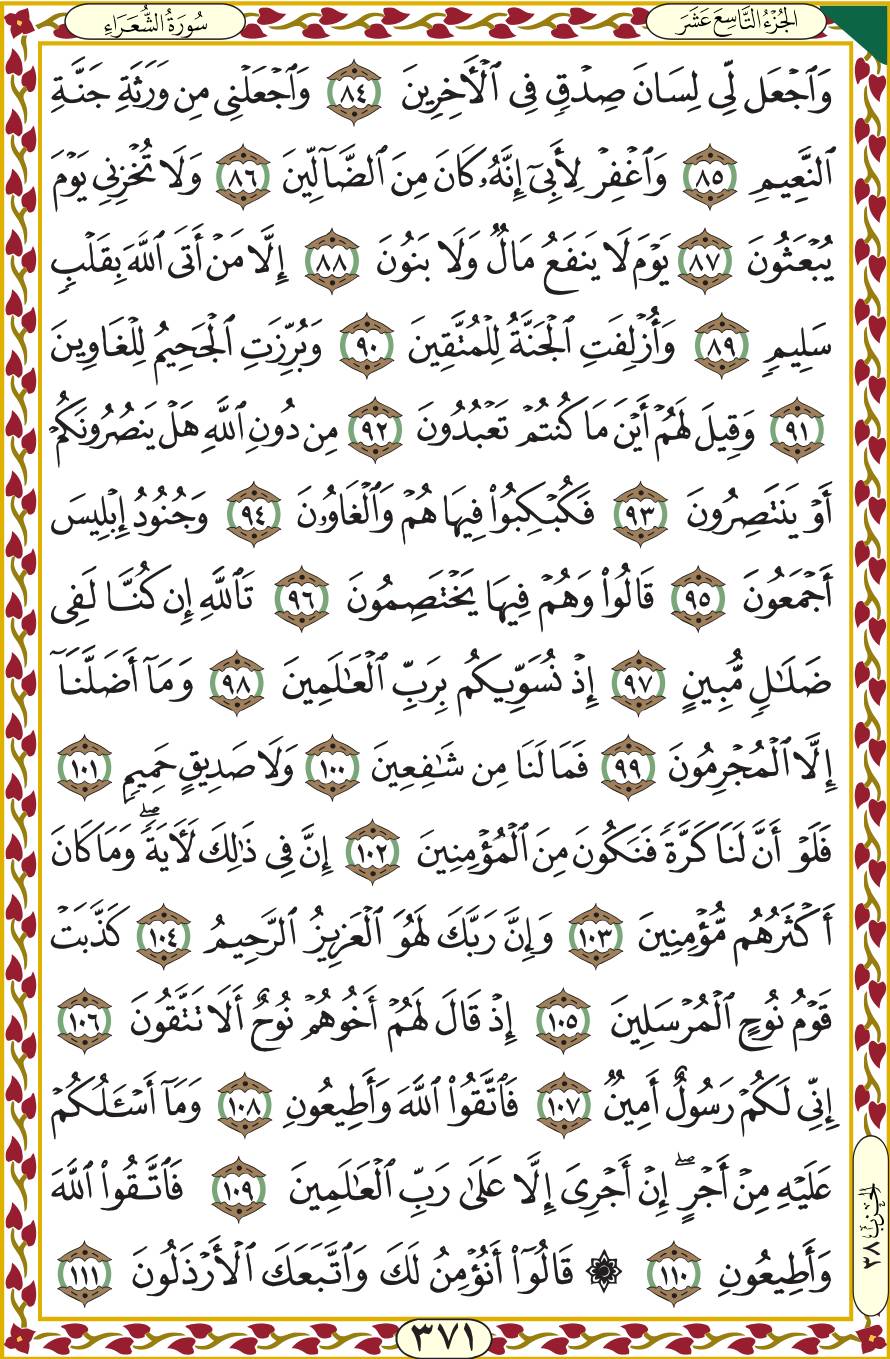 الجُزْءُ التَّاسِعَ عَشَرَ
سُورَةُ الشُّعَرَاءِ
وَٱجْعَل لِّى لِسَانَ صِدْقٍ فِى ٱلْأَخِرِينَ ٨٤ وَٱجْعَلْنِى مِن وَرَثَةِ جَنَّةِ
ٱلنَّعِيمِ ٨٥ وَٱغْفِرْ لِأَبِىٓ إِنَّهُۥ كَانَ مِنَ ٱلضَّآلِّينَ ٨٦ وَلَا تُخْزِنِى يَوْمَ
يُبْعَثُونَ ٨٧ يَوْمَ لَا يَنفَعُ مَالٌ وَلَا بَنُونَ ٨٨ إِلَّا مَنْ أَتَى ٱللَّهَ بِقَلْبٍ
سَلِيمٍ ٨٩ وَأُزْلِفَتِ ٱلْجَنَّةُ لِلْمُتَّقِينَ ٩٠ وَبُرِّزَتِ ٱلْجَحِيمُ لِلْغَاوِينَ
٩١ وَقِيلَ لَهُمْ أَيْنَ مَا كُنتُمْ تَعْبُدُونَ ٩٢ مِن دُونِ ٱللَّهِ هَلْ يَنصُرُونَكُمْ
أَوْ يَنتَصِرُونَ ٩٣ فَكُبْكِبُوا۟ فِيهَا هُمْ وَٱلْغَاوُۥنَ ٩٤ وَجُنُودُ إِبْلِيسَ
أَجْمَعُونَ ٩٥ قَالُوا۟ وَهُمْ فِيهَا يَخْتَصِمُونَ ٩٦ تَٱللَّهِ إِن كُنَّا لَفِى
ضَلَـٰلٍ مُّبِينٍ ٩٧ إِذْ نُسَوِّيكُم بِرَبِّ ٱلْعَـٰلَمِينَ ٩٨ وَمَآ أَضَلَّنَآ
إِلَّا ٱلْمُجْرِمُونَ ٩٩ فَمَا لَنَا مِن شَـٰفِعِينَ ١٠٠ وَلَا صَدِيقٍ حَمِيمٍ ١٠١
فَلَوْ أَنَّ لَنَا كَرَّةً فَنَكُونَ مِنَ ٱلْمُؤْمِنِينَ ١٠٢ إِنَّ فِى ذَٰلِكَ لَأَيَةً ۖ وَمَا كَانَ
أَكْثَرُهُم مُّؤْمِنِينَ ١٠٣ وَإِنَّ رَبَّكَ لَهُوَ ٱلْعَزِيزُ ٱلرَّحِيمُ ١٠٤ كَذَّبَتْ
قَوْمُ نُوحٍ ٱلْمُرْسَلِينَ ١٠٥ إِذْ قَالَ لَهُمْ أَخُوهُمْ نُوحٌ أَلَا تَتَّقُونَ ١٠٦
إِنِّى لَكُمْ رَسُولٌ أَمِينٌ ١٠٧ فَٱتَّقُوا۟ ٱللَّهَ وَأَطِيعُونِ ١٠٨ وَمَآ أَسْـَٔلُكُمْ
عَلَيْهِ مِنْ أَجْرٍ ۖ إِنْ أَجْرِىَ إِلَّا عَلَىٰ رَبِّ ٱلْعَـٰلَمِينَ ١٠٩ فَٱتَّقُوا۟ ٱللَّهَ
وَأَطِيعُونِ ١١٠ ۞ قَالُوٓا۟ أَنُؤْمِنُ لَكَ وَٱتَّبَعَكَ ٱلْأَرْذَلُونَ ١١١
الحزب ٣٨
٣٧١